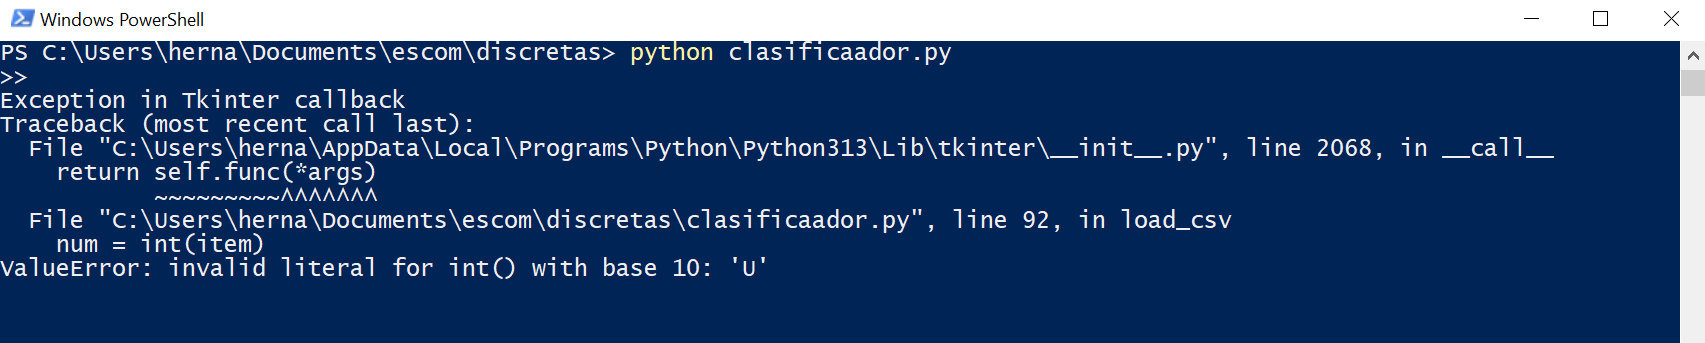 Windows PowerShell
PS C:\Users\herna\Documents\escom\discretas> python clasificaador.py
>>
Exception in Tkinter callback
Traceback (most recent call last):
  File "C:\Users\herna\AppData\Local\Programs\Python\Python313\Lib\tkinter\__init__.py", line 2068, in __call__
    return self.func(*args)
           ~~~~~~~~~^^^^^^^
  File "C:\Users\herna\Documents\escom\discretas\clasificaador.py", line 92, in load_csv
    num = int(item)
ValueError: invalid literal for int() with base 10: 'U'